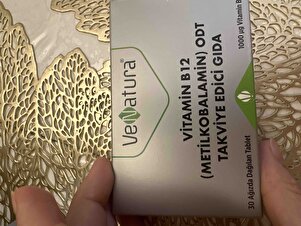 VeNatura®
VİTAMİN B12
(METİLKOBALAMİN) ODT
TAKVİYE EDİCİ GIDA
30 Ağızda Dağılan Tablet
1000 µg Vitamin B